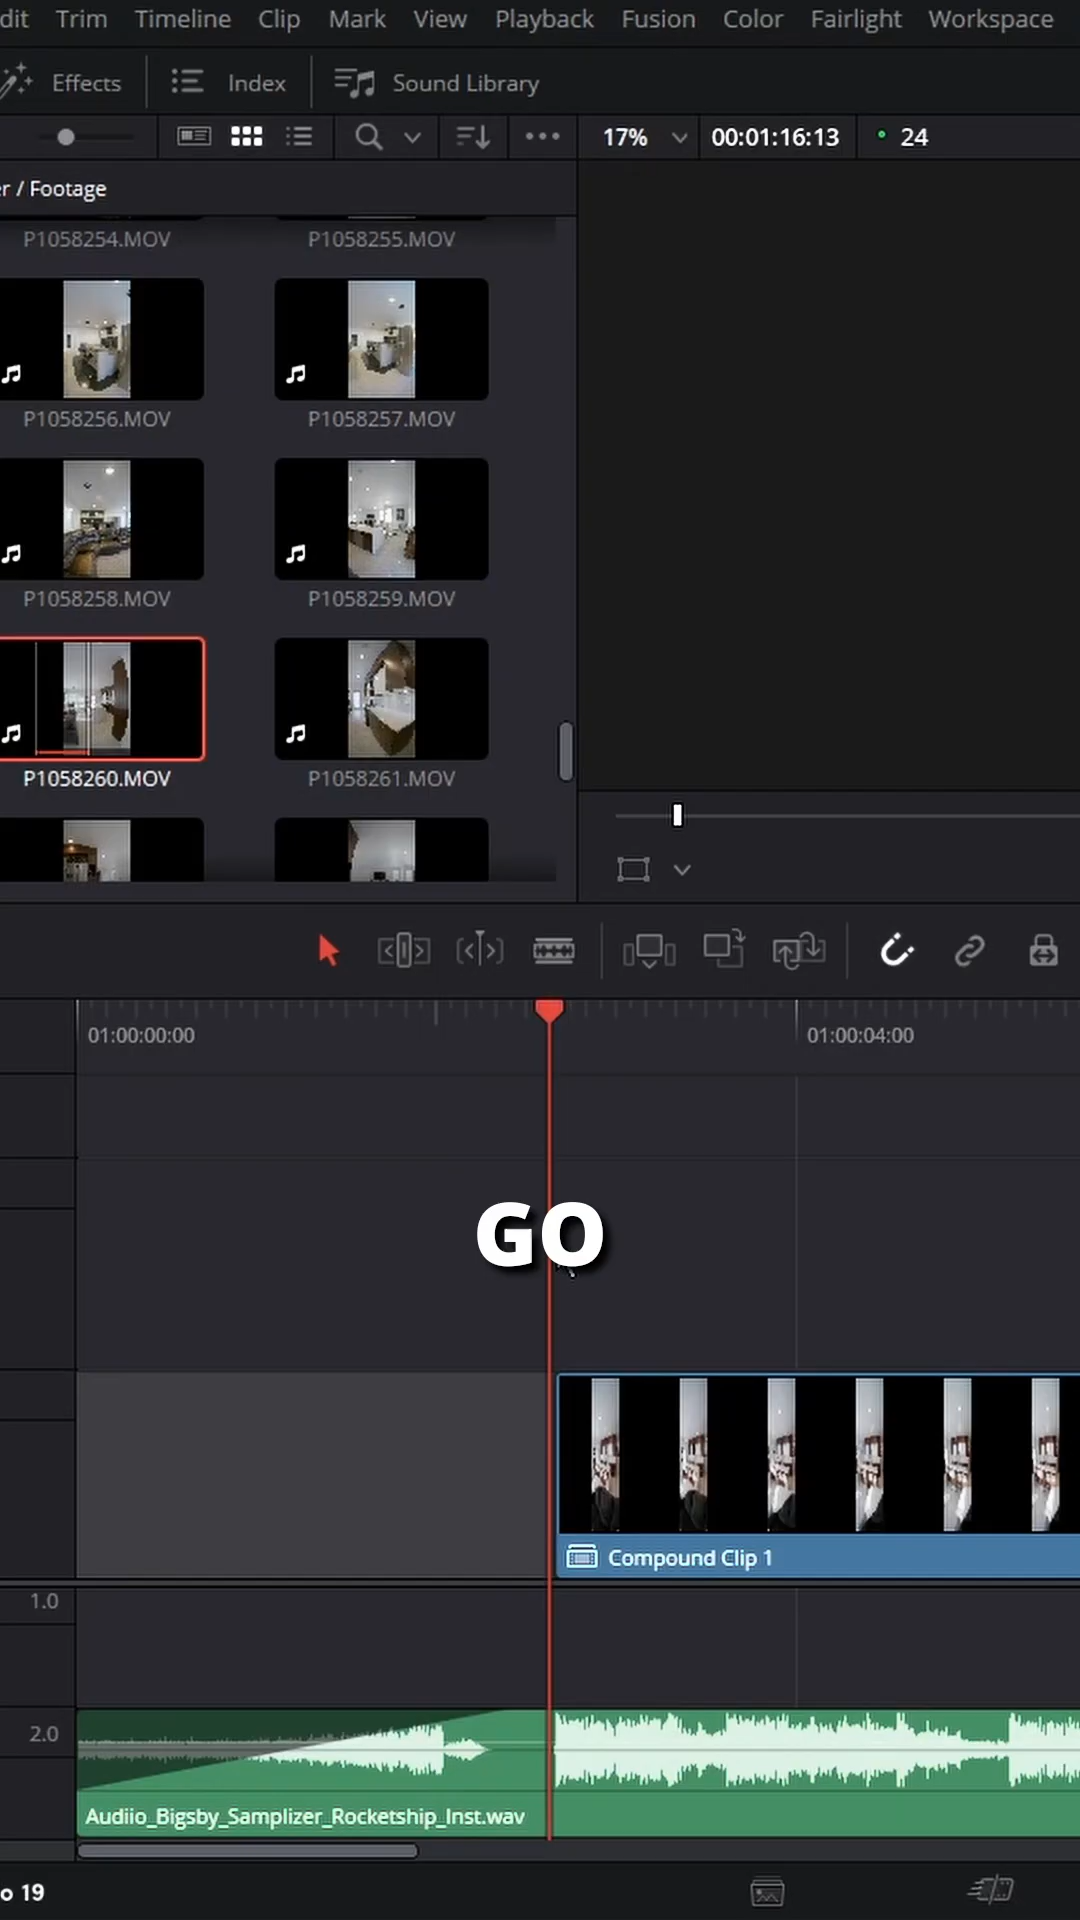 dit Trim Timeline Clip Mark View Playback Fusion Color Fairlight Workspace
Effects Index Sound Library
17% 00:01:16:13 24
er / Footage
P1058254.MOV P1058255.MOV
P1058256.MOV P1058257.MOV
P1058258.MOV P1058259.MOV
P1058260.MOV P1058261.MOV
01:00:00:00 01:00:04:00
GO
Compound Clip 1
1.0
2.0
Audiio_Bigsby_Samplizer_Rocketship_Inst.wav
o 19